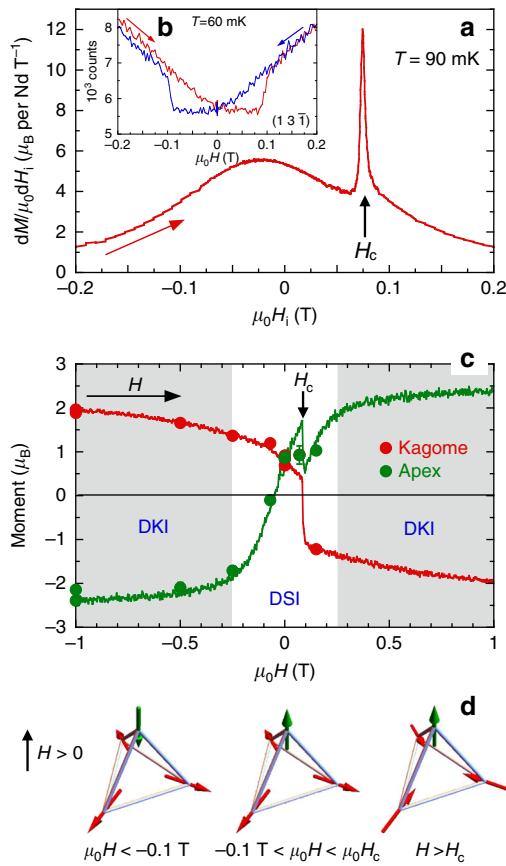 b
T=60 mK
a
T = 90 mK
10³ counts
8
7
6
5
(1 3 1̅)
−0.2 −0.1 0 0.1 0.2
μ₀H (T)
dM/μ₀dHᵢ (μB per Nd T⁻¹)
12
10
8
6
4
2
0
Hc
−0.2 −0.1 0 0.1 0.2
μ₀Hᵢ (T)
c
H
Hc
Moment (μB)
3
2
1
0
−1
−2
−3
Kagome
Apex
DKI
DKI
DSI
−1 −0.5 0 0.5 1
μ₀H (T)
d
H > 0
μ₀H < −0.1 T
−0.1 T < μ₀H < μ₀Hc
H > Hc